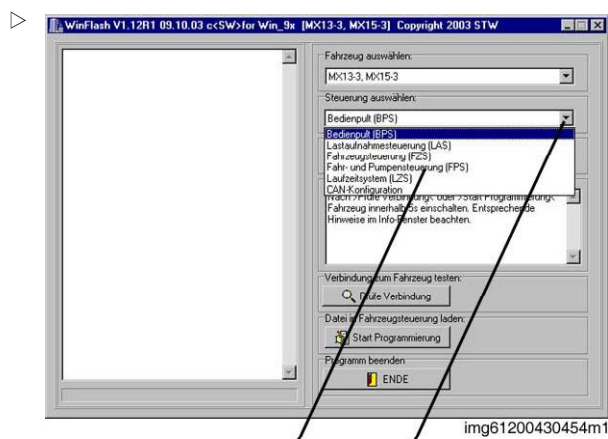 WinFlash V1.12R1 09.10.03 c<SW>for Win_9x [MX13-3, MX15-3] Copyright 2003 STW
Fahrzeug auswählen:
MX13-3, MX15-3
Steuerung auswählen:
Bedienpult (BPS)
Bedienpult (BPS)
Lastaufnahmesteuerung (LAS)
Fahrzeugsteuerung (FZS)
Fahr- und Pumpensteuerung (FPS)
Laufzeitsystem (LZS)
CAN-Konfiguration
Nach >Prüfe Verbindung< oder >Start Programmierung<
Fahrzeug innerhalb 5s einschalten. Entsprechende
Hinweise im Info-Fenster beachten.
Verbindung zum Fahrzeug testen:
Prüfe Verbindung
Datei in Fahrzeugsteuerung laden:
Start Programmierung
Programm beenden
ENDE
img61200430454m1